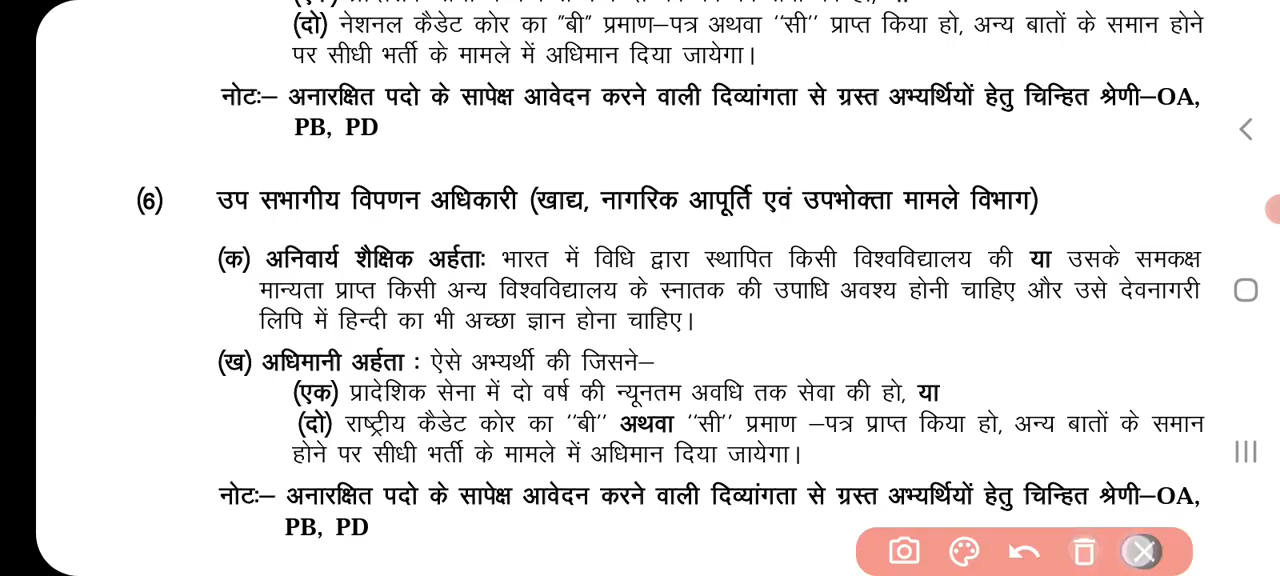 (दो) नेशनल कैडेट कोर का "बी" प्रमाण–पत्र अथवा ''सी'' प्राप्त किया हो, अन्य बातों के समान होने
पर सीधी भर्ती के मामले में अधिमान दिया जायेगा।
नोटः– अनारक्षित पदो के सापेक्ष आवेदन करने वाली दिव्यांगता से ग्रस्त अभ्यर्थियों हेतु चिन्हित श्रेणी–OA,
PB, PD
(6) उप सभागीय विपणन अधिकारी (खाद्य, नागरिक आपूर्ति एवं उपभोक्ता मामले विभाग)
(क) अनिवार्य शैक्षिक अर्हताः भारत में विधि द्वारा स्थापित किसी विश्वविद्यालय की या उसके समकक्ष
मान्यता प्राप्त किसी अन्य विश्वविद्यालय के स्नातक की उपाधि अवश्य होनी चाहिए और उसे देवनागरी
लिपि में हिन्दी का भी अच्छा ज्ञान होना चाहिए।
(ख) अधिमानी अर्हता : ऐसे अभ्यर्थी की जिसने–
(एक) प्रादेशिक सेना में दो वर्ष की न्यूनतम अवधि तक सेवा की हो, या
(दो) राष्ट्रीय कैडेट कोर का ''बी'' अथवा ''सी'' प्रमाण –पत्र प्राप्त किया हो, अन्य बातों के समान
होने पर सीधी भर्ती के मामले में अधिमान दिया जायेगा।
नोटः– अनारक्षित पदो के सापेक्ष आवेदन करने वाली दिव्यांगता से ग्रस्त अभ्यर्थियों हेतु चिन्हित श्रेणी–OA,
PB, PD